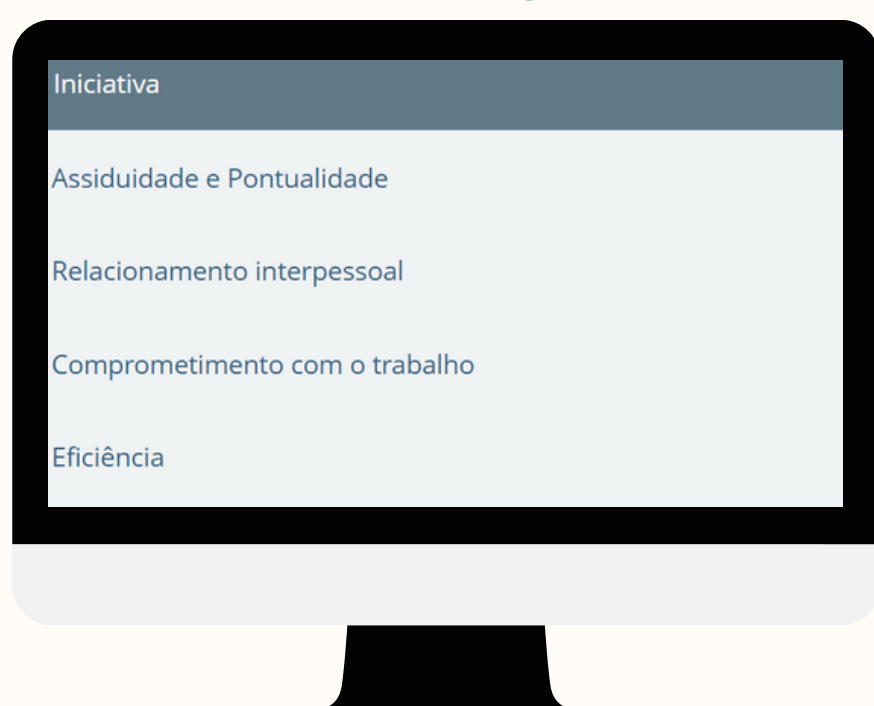 Iniciativa
Assiduidade e Pontualidade
Relacionamento interpessoal
Comprometimento com o trabalho
Eficiência